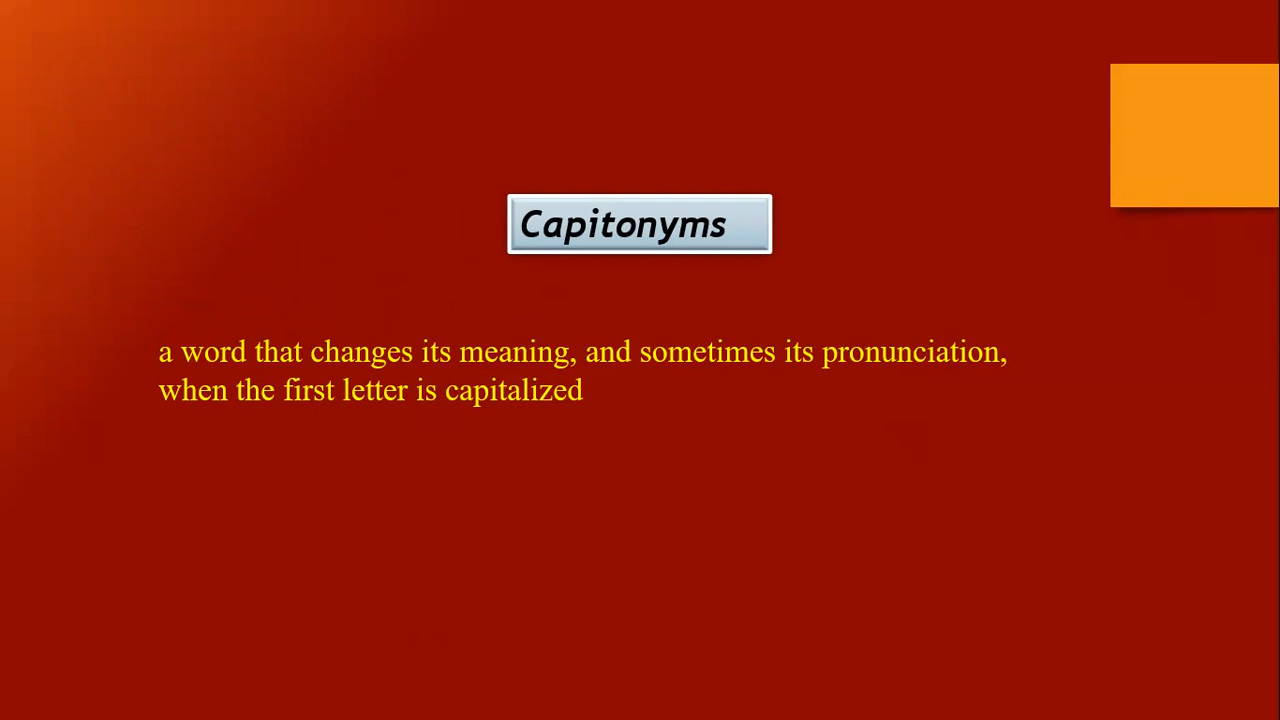 Capitonyms
a word that changes its meaning, and sometimes its pronunciation,
when the first letter is capitalized